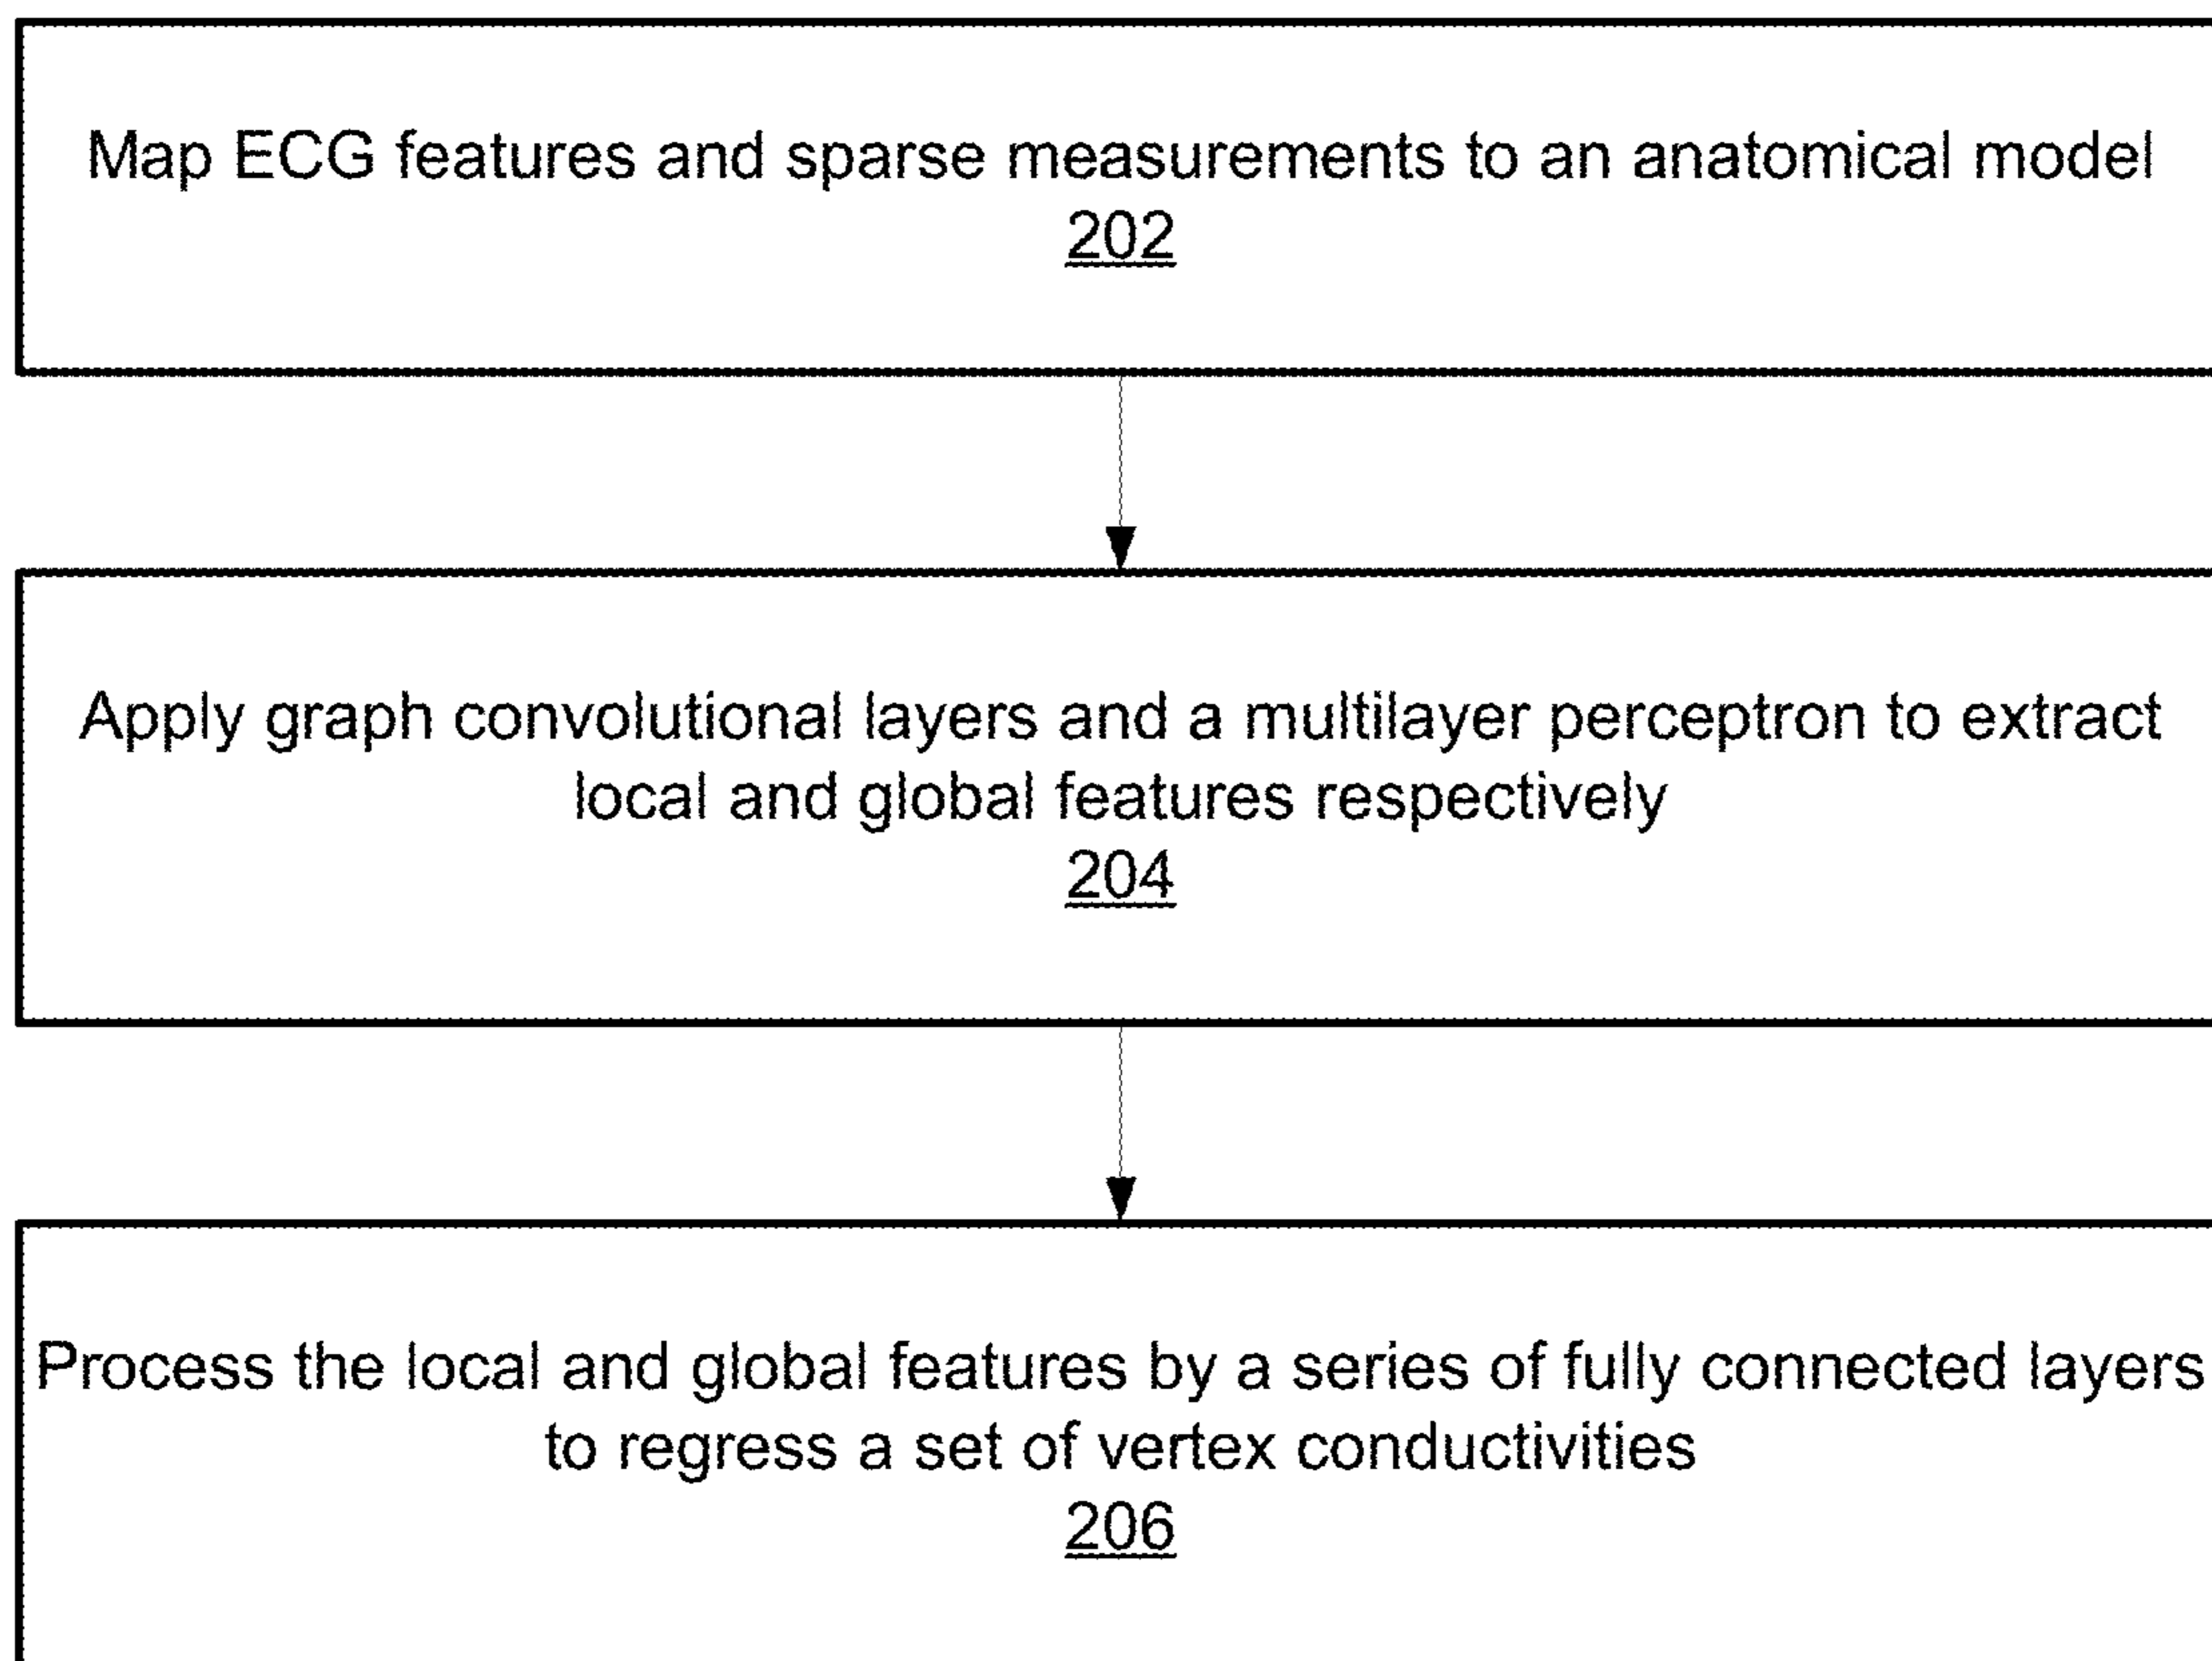 Map ECG features and sparse measurements to an anatomical model
202
Apply graph convolutional layers and a multilayer perceptron to extract
local and global features respectively
204
Process the local and global features by a series of fully connected layers
to regress a set of vertex conductivities
206